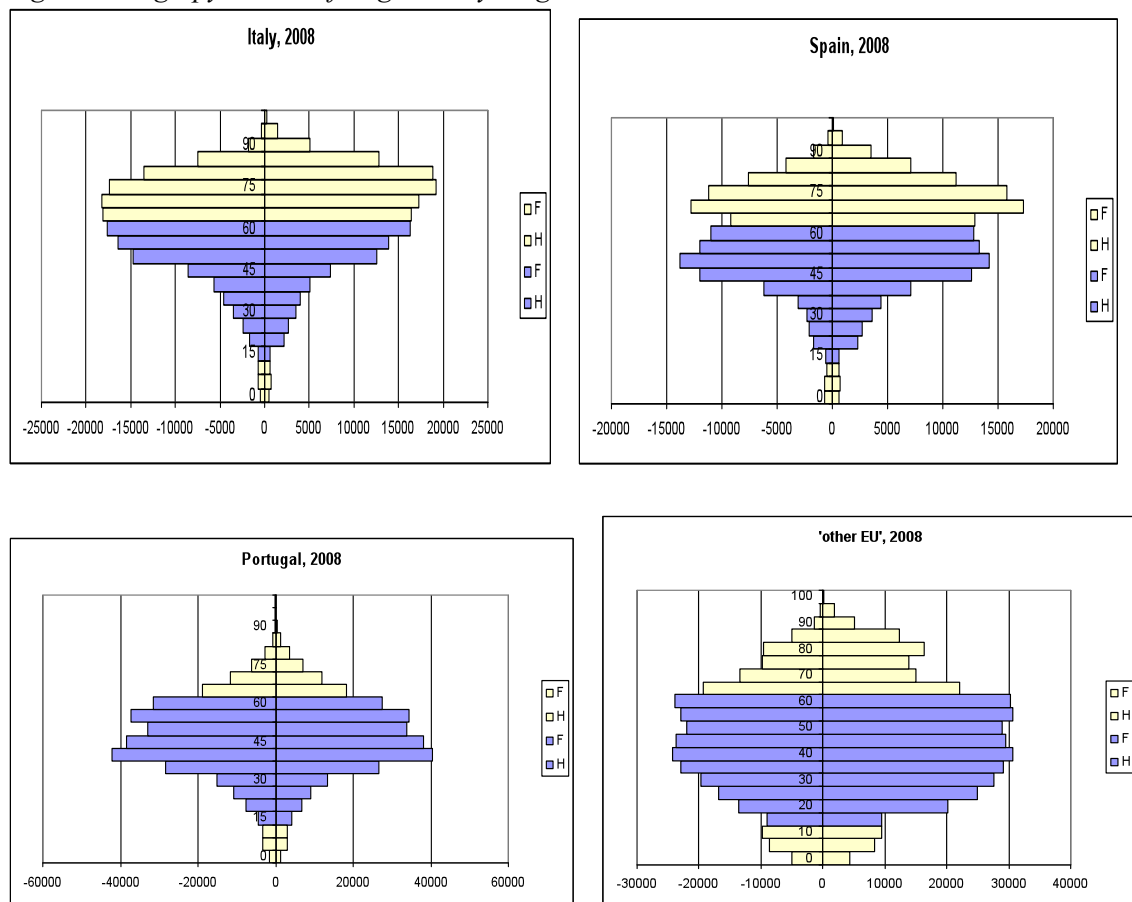 Italy, 2008
90
75
60
45
30
15
0
-25000 -20000 -15000 -10000 -5000 0 5000 10000 15000 20000 25000
F
H
F
H
Spain, 2008
90
75
60
45
30
15
0
-20000 -15000 -10000 -5000 0 5000 10000 15000 20000
F
H
F
H
Portugal, 2008
90
75
60
45
30
15
0
-60000 -40000 -20000 0 20000 40000 60000
F
H
F
H
'other EU', 2008
100
90
80
70
60
50
40
30
20
10
0
-30000 -20000 -10000 0 10000 20000 30000 40000
F
H
F
H